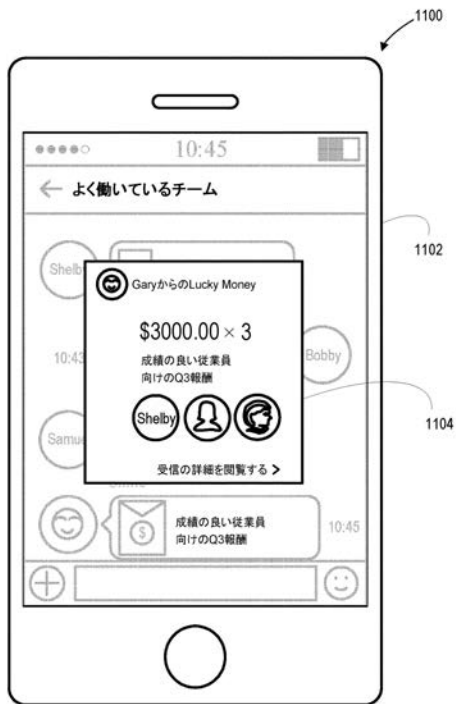 1100
10:45
← よく働いているチーム
1102
Shelby
GaryからのLucky Money
$3000.00 × 3
成績の良い従業員
向けのQ3報酬
10:43
Bobby
Shelby
1104
Samu
受信の詳細を閲覧する >
$
成績の良い従業員
向けのQ3報酬
10:45